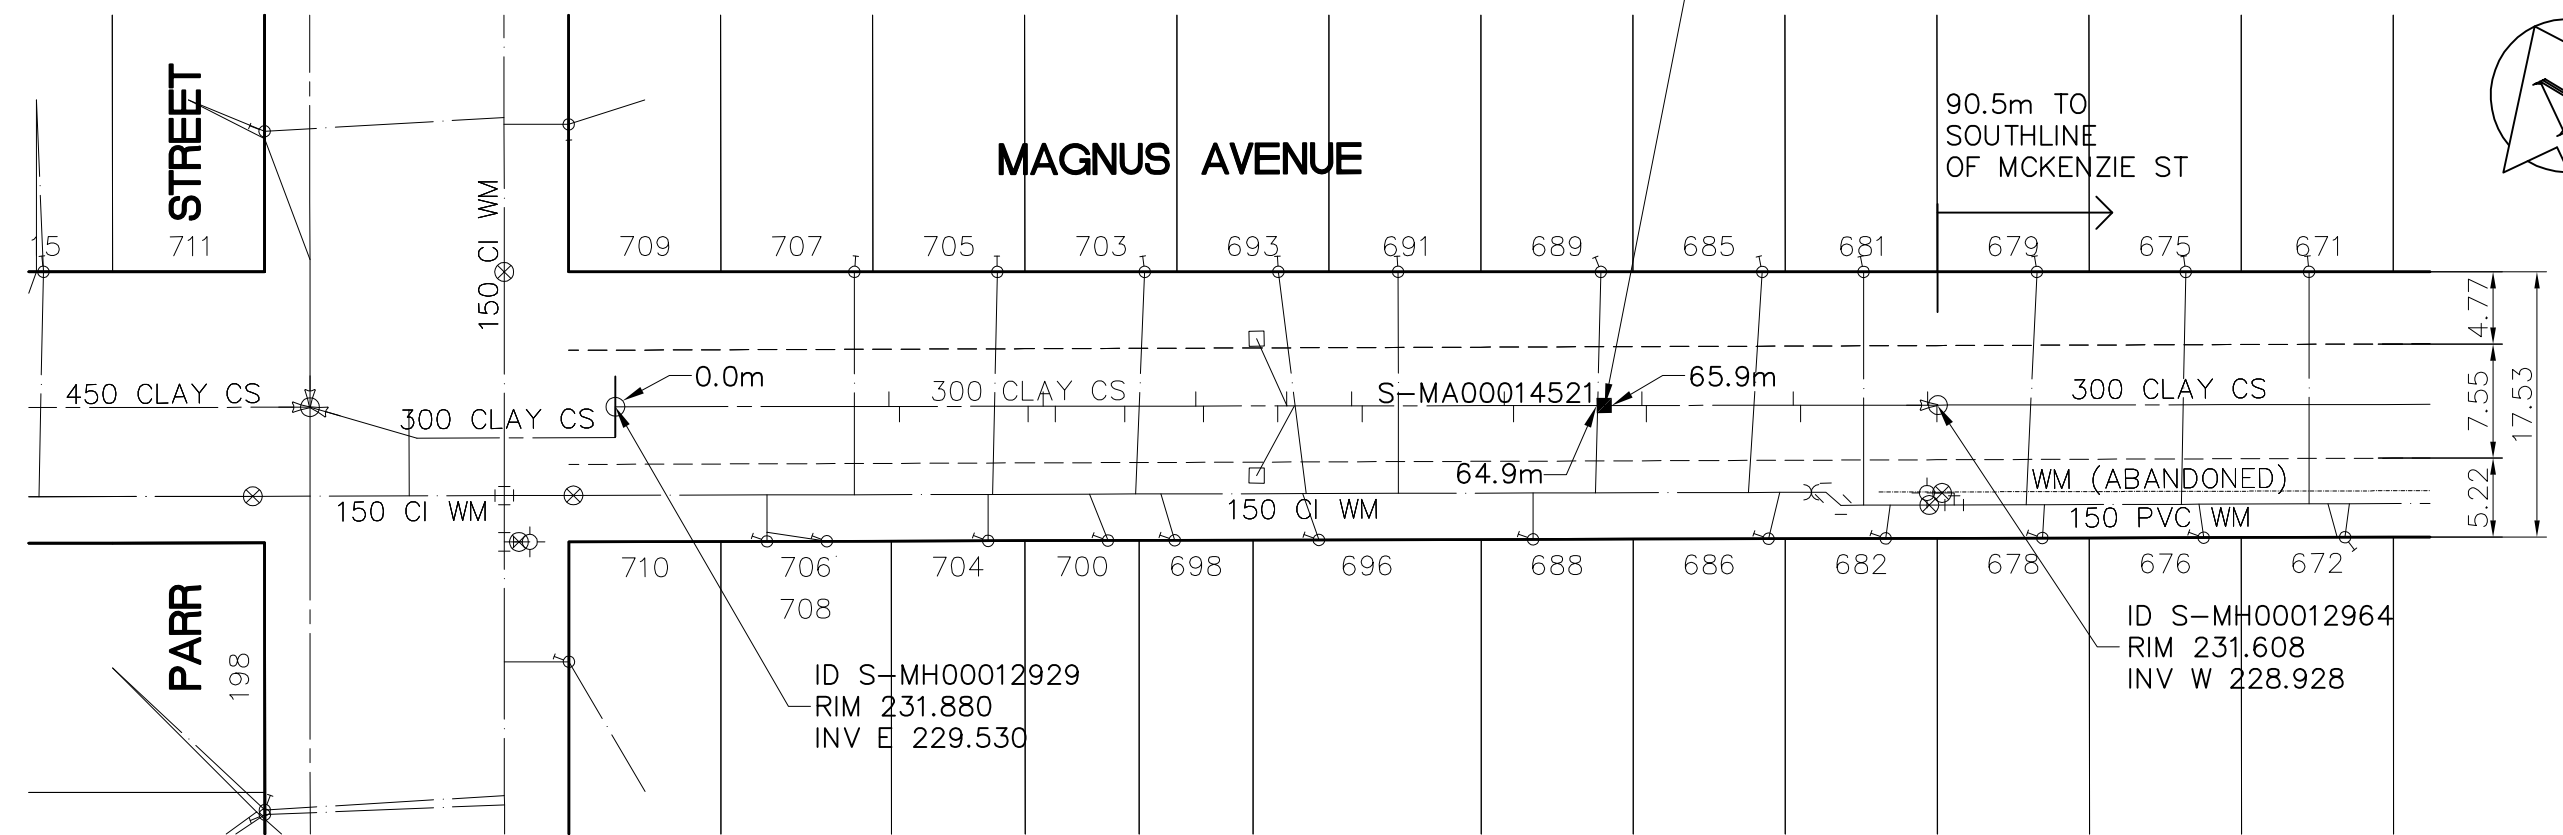 STREET
150 CI WM
MAGNUS AVENUE
90.5m TO
SOUTHLINE
OF MCKENZIE ST
15
711
709
707
705
703
693
691
689
685
681
679
675
671
4.77
7.55
5.22
17.53
450 CLAY CS
300 CLAY CS
0.0m
300 CLAY CS
S-MA00014521
65.9m
300 CLAY CS
64.9m
WM (ABANDONED)
150 CI WM
150 CI WM
150 PVC WM
710
706
708
704
700
698
696
688
686
682
678
676
672
PARR
198
ID S-MH00012929
RIM 231.880
INV E 229.530
ID S-MH00012964
RIM 231.608
INV W 228.928